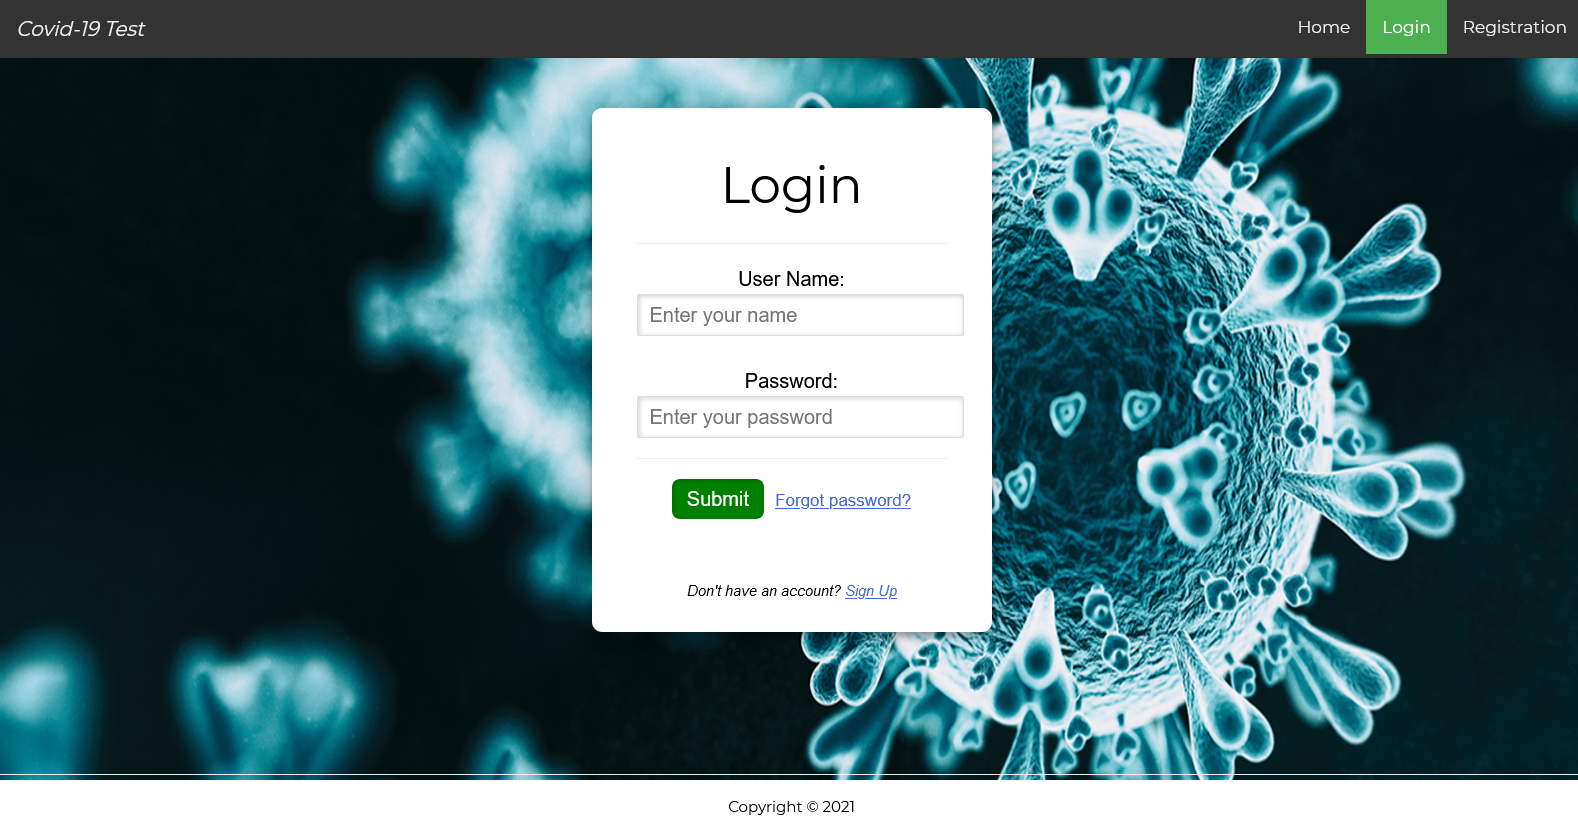 Covid-19 Test
Home Login Registration
Login
User Name:
Enter your name
Password:
Enter your password
Submit Forgot password?
Don't have an account? Sign Up
Copyright © 2021